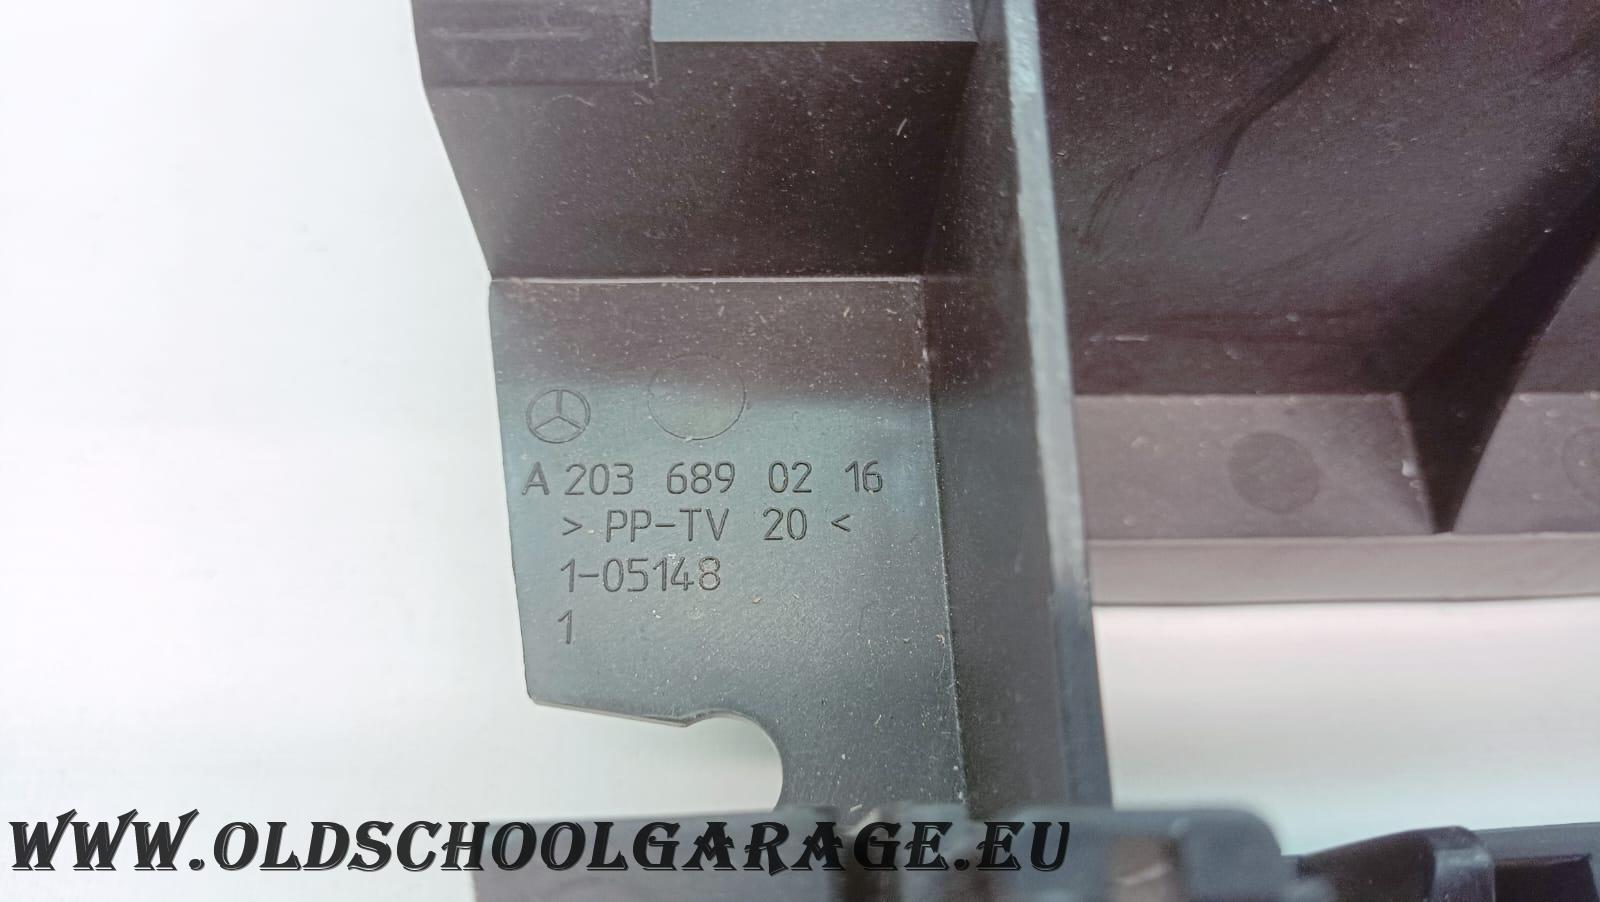 A 203 689 02 16
> PP-TV 20 <
1-05148
1
WWW.OLDSCHOOLGARAGE.EU